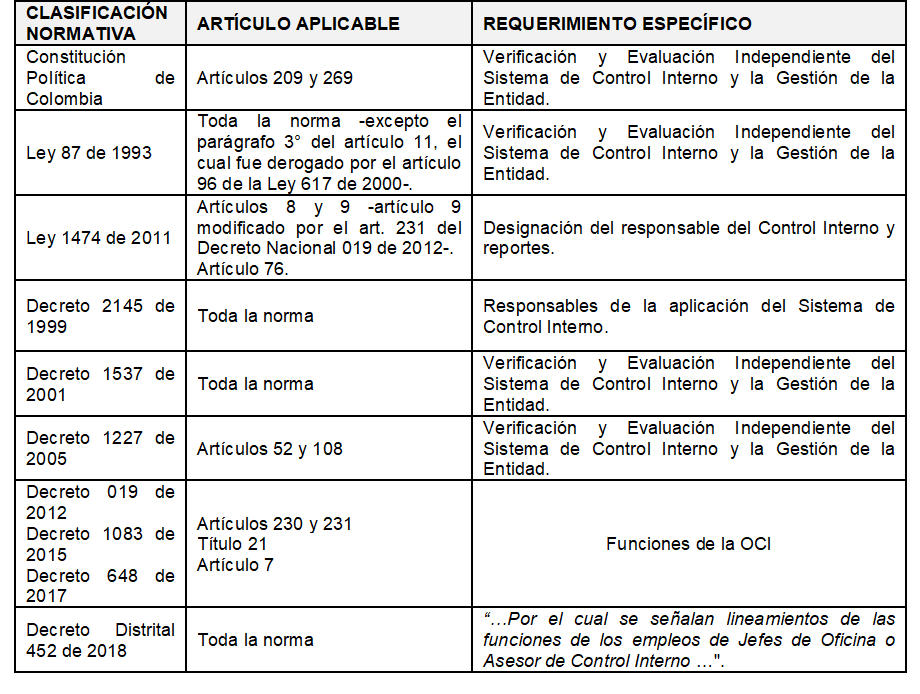 CLASIFICACIÓN
NORMATIVA
ARTÍCULO APLICABLE
REQUERIMIENTO ESPECÍFICO
Constitución
Política de
Colombia
Artículos 209 y 269
Verificación y Evaluación Independiente del
Sistema de Control Interno y la Gestión de la
Entidad.
Ley 87 de 1993
Toda la norma -excepto el
parágrafo 3° del artículo 11, el
cual fue derogado por el artículo
96 de la Ley 617 de 2000-.
Verificación y Evaluación Independiente del
Sistema de Control Interno y la Gestión de la
Entidad.
Ley 1474 de 2011
Artículos 8 y 9 -artículo 9
modificado por el art. 231 del
Decreto Nacional 019 de 2012-.
Artículo 76.
Designación del responsable del Control Interno y
reportes.
Decreto 2145 de
1999
Toda la norma
Responsables de la aplicación del Sistema de
Control Interno.
Decreto 1537 de
2001
Toda la norma
Verificación y Evaluación Independiente del
Sistema de Control Interno y la Gestión de la
Entidad.
Decreto 1227 de
2005
Artículos 52 y 108
Verificación y Evaluación Independiente del
Sistema de Control Interno y la Gestión de la
Entidad.
Decreto 019 de
2012
Decreto 1083 de
2015
Decreto 648 de
2017
Artículos 230 y 231
Título 21
Artículo 7
Funciones de la OCI
Decreto Distrital
452 de 2018
Toda la norma
“…Por el cual se señalan lineamientos de las
funciones de los empleos de Jefes de Oficina o
Asesor de Control Interno …".